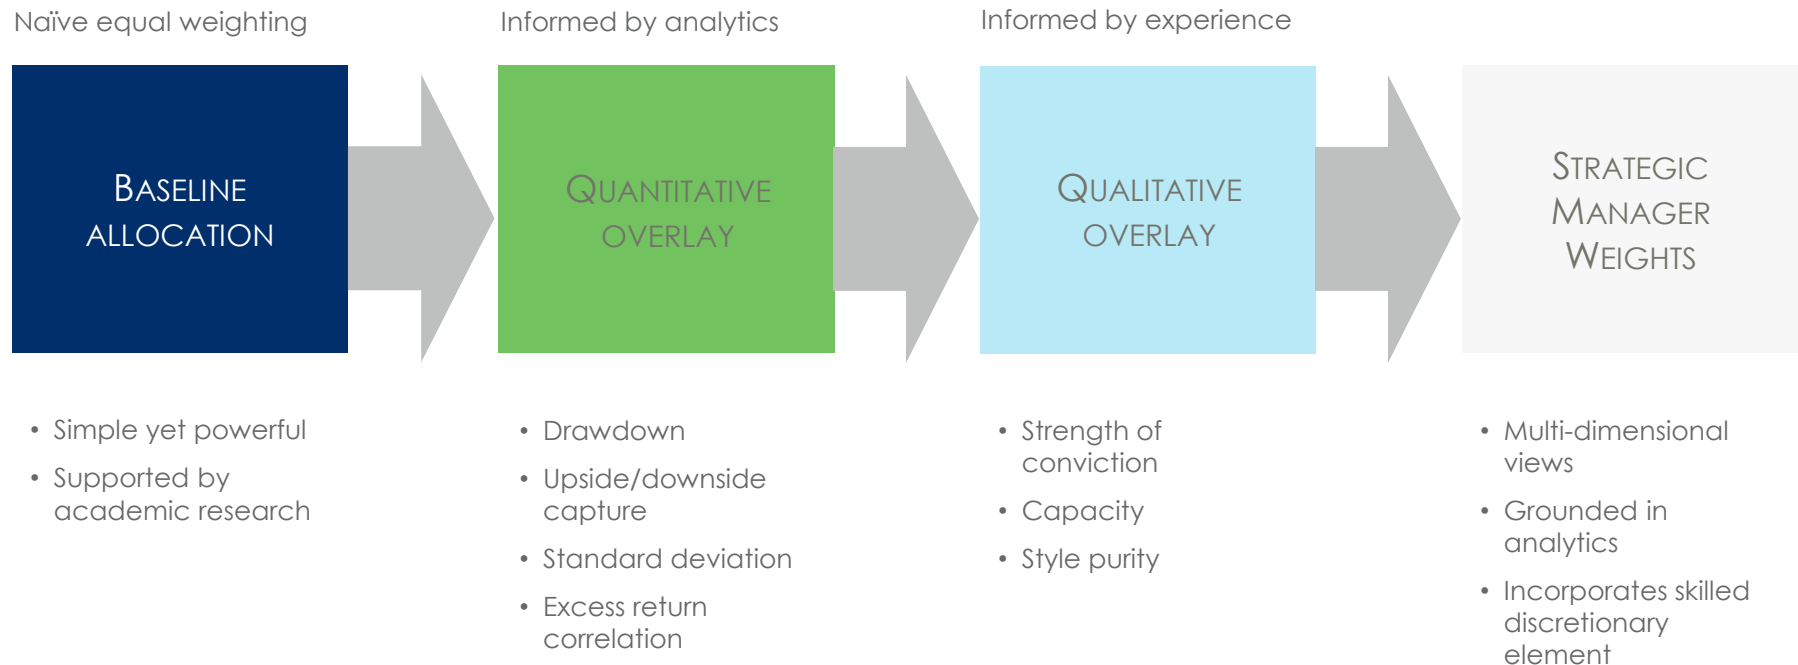 Naïve equal weighting
Informed by analytics
Informed by experience
BASELINE
ALLOCATION
QUANTITATIVE
OVERLAY
QUALITATIVE
OVERLAY
STRATEGIC
MANAGER
WEIGHTS
• Simple yet powerful
• Supported by
academic research
• Drawdown
• Upside/downside
capture
• Standard deviation
• Excess return
correlation
• Strength of
conviction
• Capacity
• Style purity
• Multi-dimensional
views
• Grounded in
analytics
• Incorporates skilled
discretionary
element